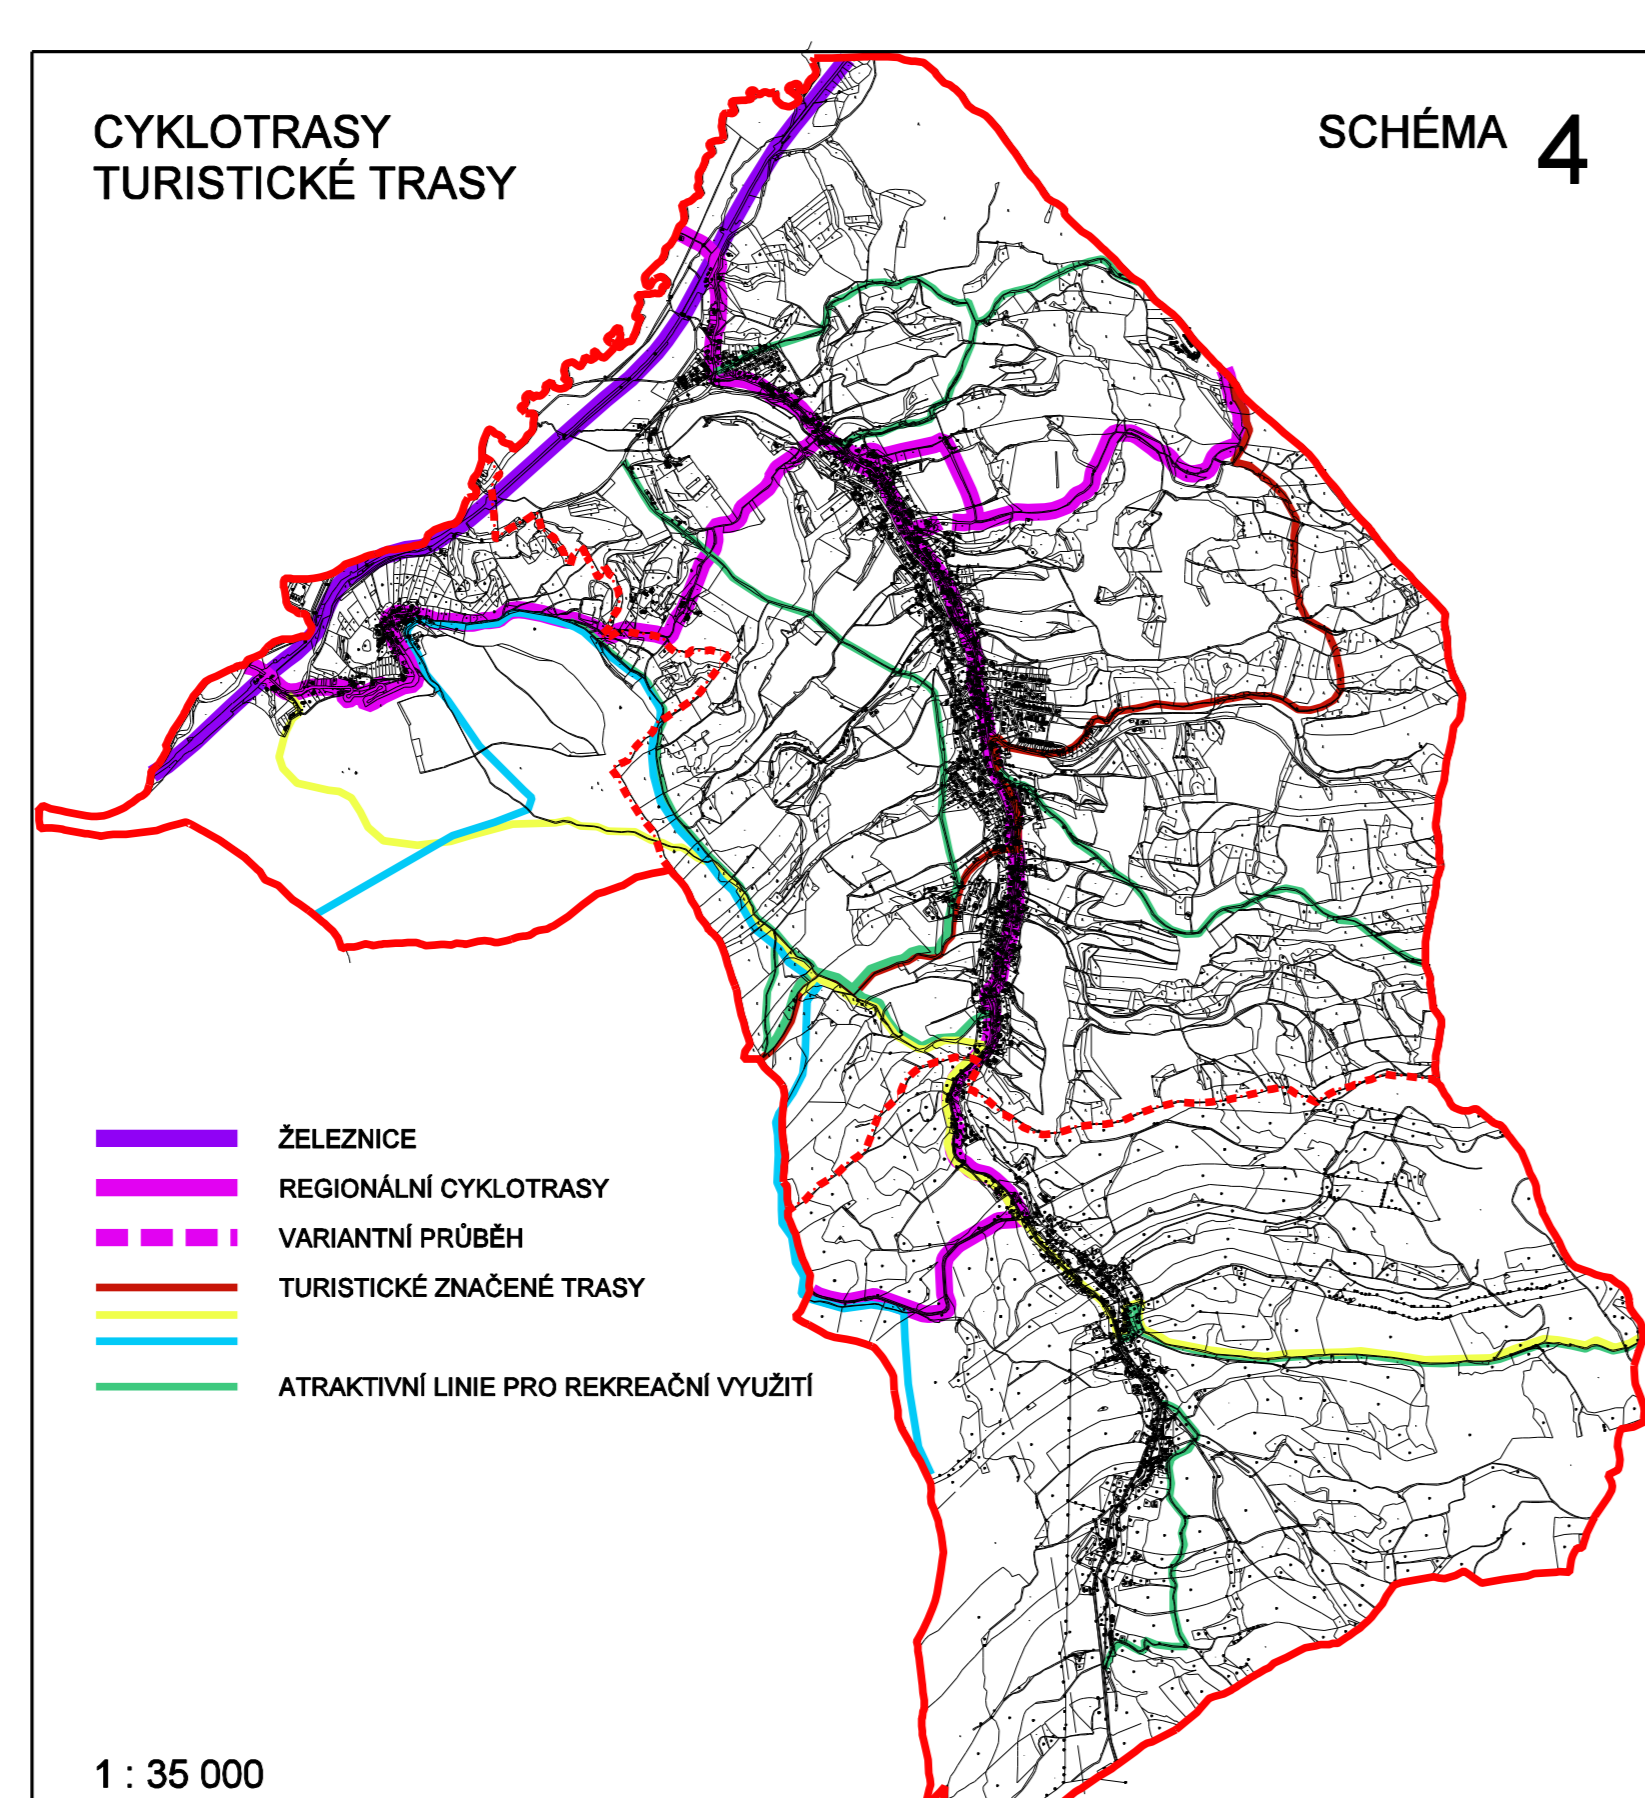 CYKLOTRASY
TURISTICKÉ TRASY
SCHÉMA 4
ŽELEZNICE
REGIONÁLNÍ CYKLOTRASY
VARIANTNÍ PRŮBĚH
TURISTICKÉ ZNAČENÉ TRASY
ATRAKTIVNÍ LINIE PRO REKREAČNÍ VYUŽITÍ
1 : 35 000